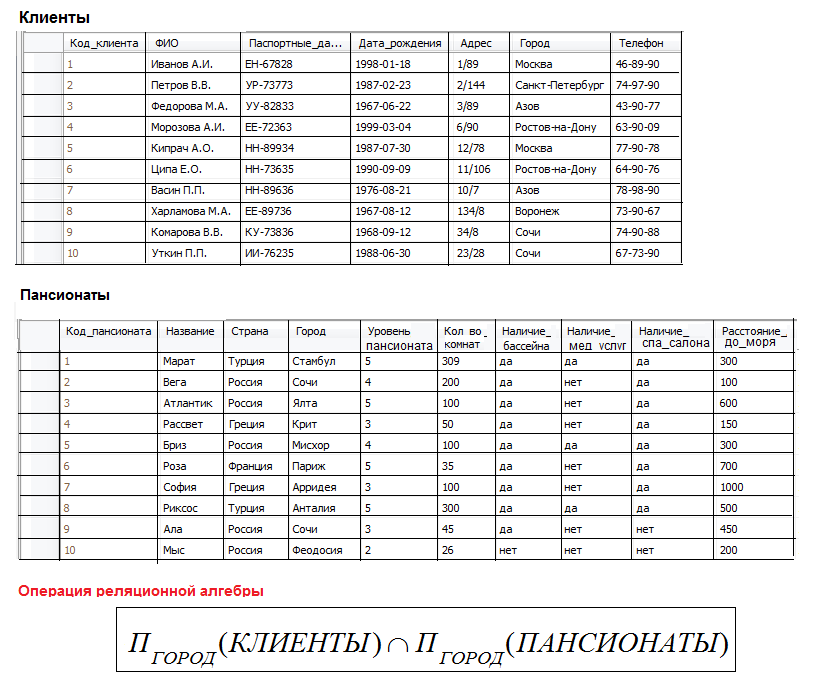 Клиенты
Код_клиента ФИО Паспортные_да... Дата_рождения Адрес Город Телефон
1 Иванов А.И. ЕН-67828 1998-01-18 1/89 Москва 46-89-90
2 Петров В.В. УР-73773 1987-02-23 2/144 Санкт-Петербург 74-97-90
3 Федорова М.А. УУ-82833 1967-06-22 3/89 Азов 43-90-77
4 Морозова А.И. ЕЕ-72363 1999-03-04 6/90 Ростов-на-Дону 63-90-09
5 Кипрач А.О. НН-89934 1987-07-30 12/78 Москва 77-90-78
6 Ципа Е.О. НН-73635 1990-09-09 11/106 Ростов-на-Дону 64-90-76
7 Васин П.П. НН-89636 1976-08-21 10/7 Азов 78-98-90
8 Харламова М.А. ЕЕ-89736 1967-08-12 134/8 Воронеж 73-90-67
9 Комарова В.В. КУ-73836 1968-09-12 34/8 Сочи 74-90-88
10 Уткин П.П. ИИ-76235 1988-06-30 23/28 Сочи 67-73-90
Пансионаты
Код_пансионата Название Страна Город Уровень Кол во_ Наличие_ Наличие_ Наличие_ Расстояние_
пансионата комнат бассейна мед_услуг спа_салона до_моря
1 Марат Турция Стамбул 5 309 да да да 300
2 Вега Россия Сочи 4 200 да нет да 100
3 Атлантик Россия Ялта 5 100 да нет да 600
4 Рассвет Греция Крит 3 50 да нет да 150
5 Бриз Россия Мисхор 4 100 да да да 300
6 Роза Франция Париж 5 35 да нет да 700
7 София Греция Арридея 3 100 да нет да 1000
8 Риксос Турция Анталия 5 300 да да да 500
9 Ала Россия Сочи 3 45 да нет нет 450
10 Мыс Россия Феодосия 2 26 нет нет нет 200
Операция реляционной алгебры
П ГОРОД (КЛИЕНТЫ) ∩ П ГОРОД (ПАНСИОНАТЫ)